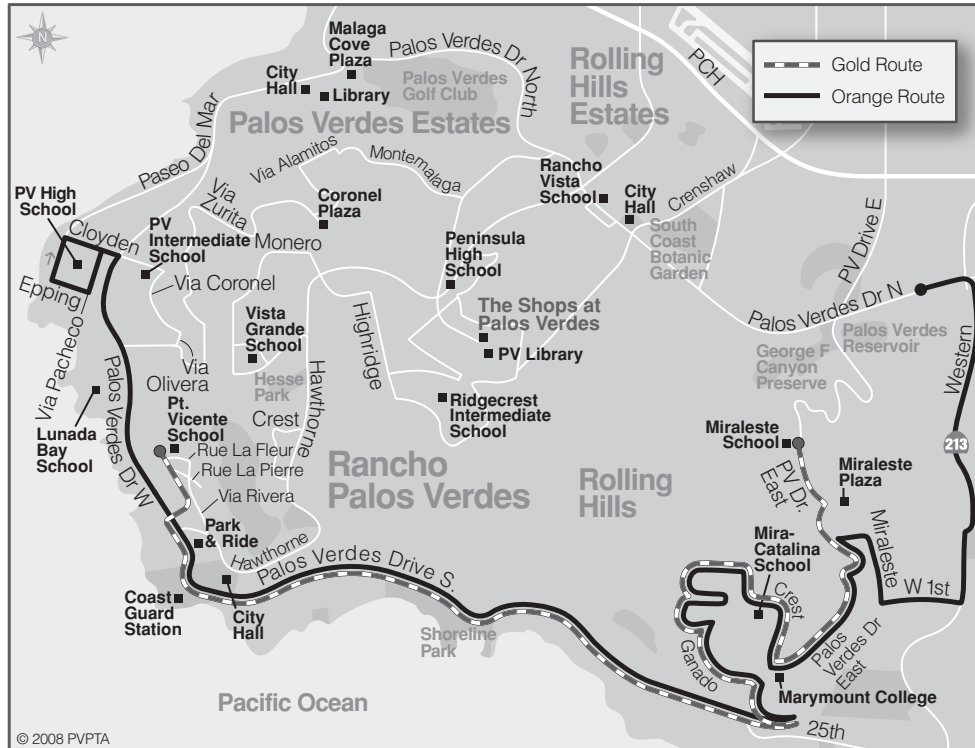 N
Malaga
Cove
Plaza
City
Hall
Library
Palos Verdes Dr North
Palos Verdes
Golf Club
Rolling
Hills
Estates
PCH
Gold Route
Orange Route
Palos Verdes Estates
Paseo Del Mar
Via Alamitos
Montemalaga
Rancho
Vista
School
City
Hall
Crenshaw
PV High
School
Cloyden
PV
Intermediate
School
Via
Zurita
Monero
Coronel
Plaza
Peninsula
High
School
South
Coast
Botanic
Garden
PV Drive E
Epping
Via Coronel
Vista
Grande
School
Hesse
Park
Highridge
The Shops at
Palos Verdes
PV Library
Palos Verdes Dr N
Palos Verdes
Reservoir
George F
Canyon
Preserve
Western
213
Via Pacheco
Palos Verdes Dr W
Via
Olivera
Hawthorne
Crest
Ridgecrest
Intermediate
School
Lunada
Bay
School
Pt.
Vicente
School
Rue La Fleur
Rue La Pierre
Via Rivera
Rancho
Palos Verdes
Rolling
Hills
Miraleste
School
PV Dr.
East
Miraleste
Plaza
Miraleste
W 1st
Park
& Ride
Hawthorne
Palos Verdes Drive S.
Mira-
Catalina
School
Crest
Coast
Guard
Station
City
Hall
Shoreline
Park
Ganado
Palos
Verdes Dr
East
Marymount College
25th
Pacific Ocean
© 2008 PVPTA